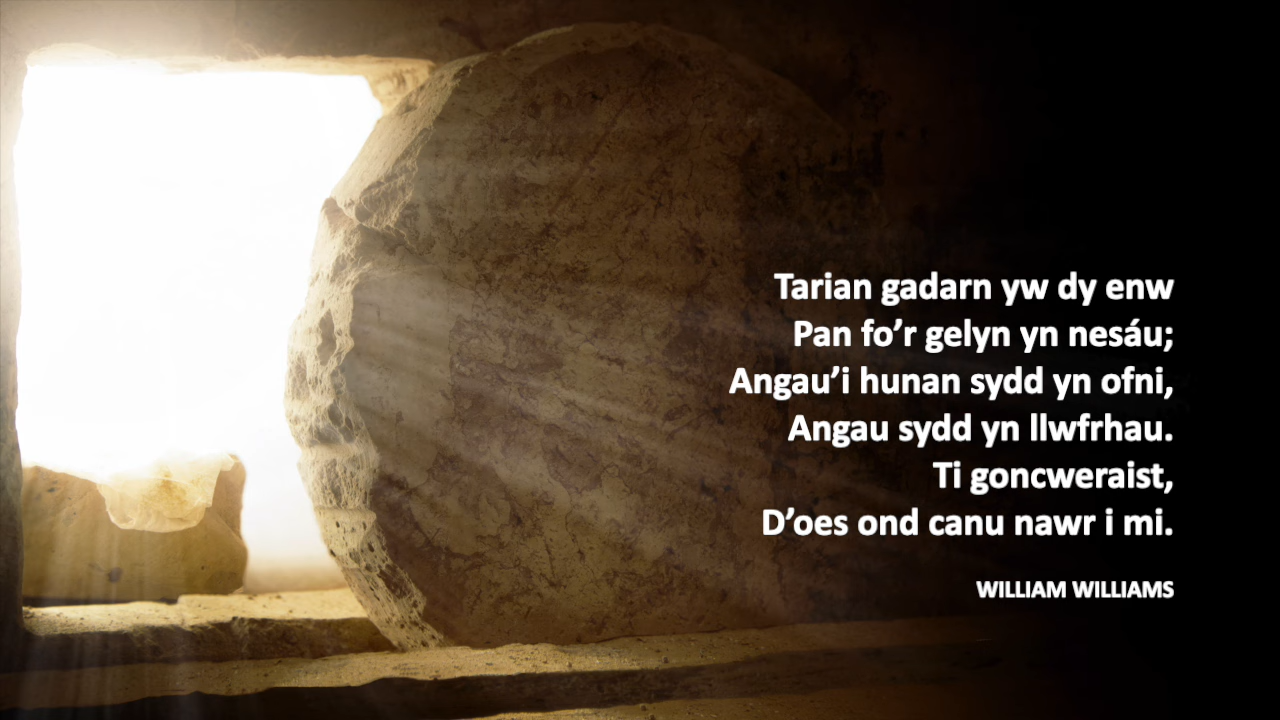 Tarian gadarn yw dy enw
Pan fo’r gelyn yn nesáu;
Angau’i hunan sydd yn ofni,
Angau sydd yn llwfrhau.
Ti goncweraist,
D’oes ond canu nawr i mi.
WILLIAM WILLIAMS